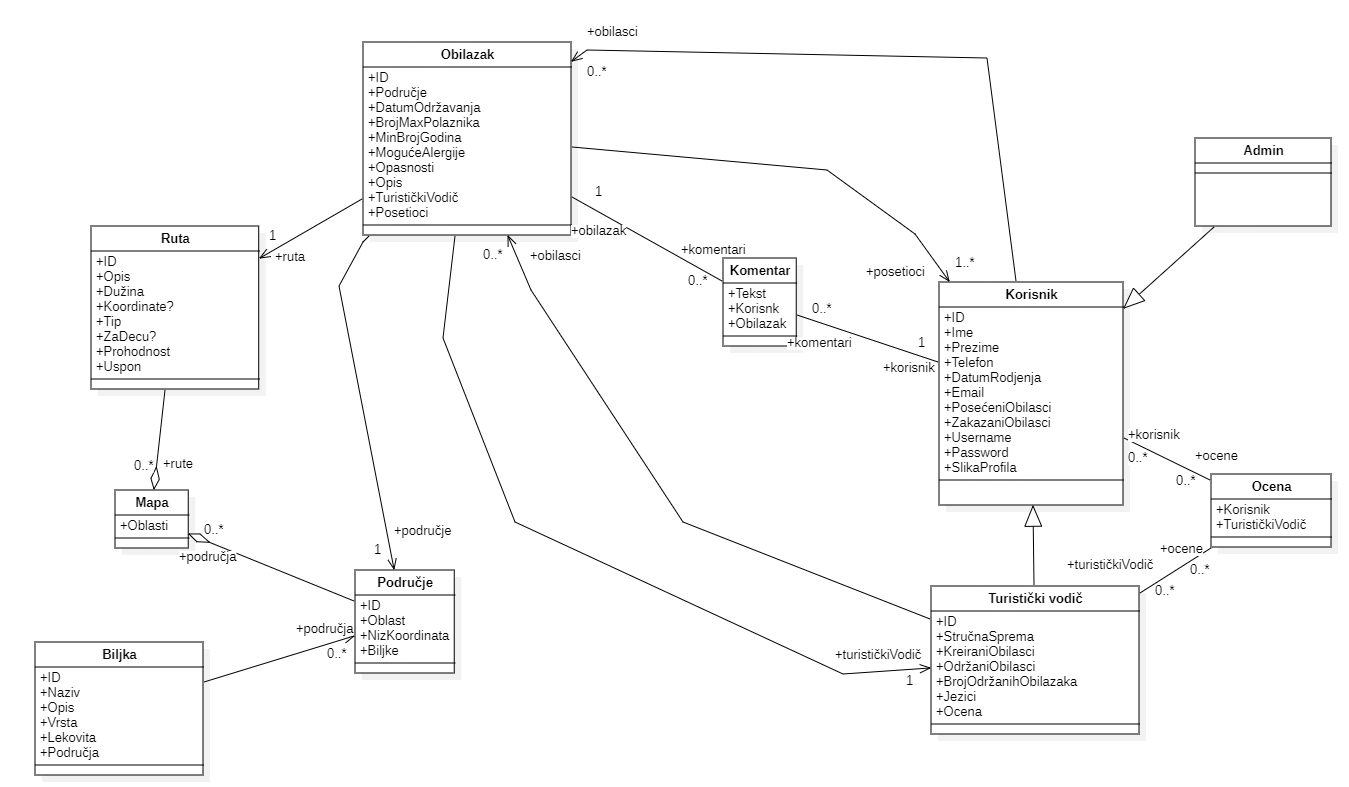 +obilasci
0..*
Obilazak
+ID
+Područje
+DatumOdržavanja
+BrojMaxPolaznika
+MinBrojGodina
+MogućeAlergije
+Opasnosti
+Opis
+TurističkiVodič
+Posetioci
Admin
1
+ruta
1
+obilazak
+komentari
0..*
0..*
+obilasci
+posetioci
1..*
Ruta
+ID
+Opis
+Dužina
+Koordinate?
+Tip
+ZaDecu?
+Prohodnost
+Uspon
Komentar
+Tekst
+Korisnk
+Obilazak
0..*
+komentari
1
+korisnik
Korisnik
+ID
+Ime
+Prezime
+Telefon
+DatumRodjenja
+Email
+PosećeniObilasci
+ZakazaniObilasci
+Username
+Password
+SlikaProfila
+korisnik
0..*
+ocene
0..*
0..*
+rute
Mapa
+Oblasti
0..*
+područja
Ocena
+Korisnik
+TurističkiVodič
+ocene
0..*
+turističkiVodič
0..*
+područje
1
Područje
+ID
+Oblast
+NizKoordinata
+Biljke
+područja
0..*
Biljka
+ID
+Naziv
+Opis
+Vrsta
+Lekovita
+Područja
+turističkiVodič
1
Turistički vodič
+ID
+StručnaSprema
+KreiraniObilasci
+OdržaniObilasci
+BrojOdržanihObilazaka
+Jezici
+Ocena